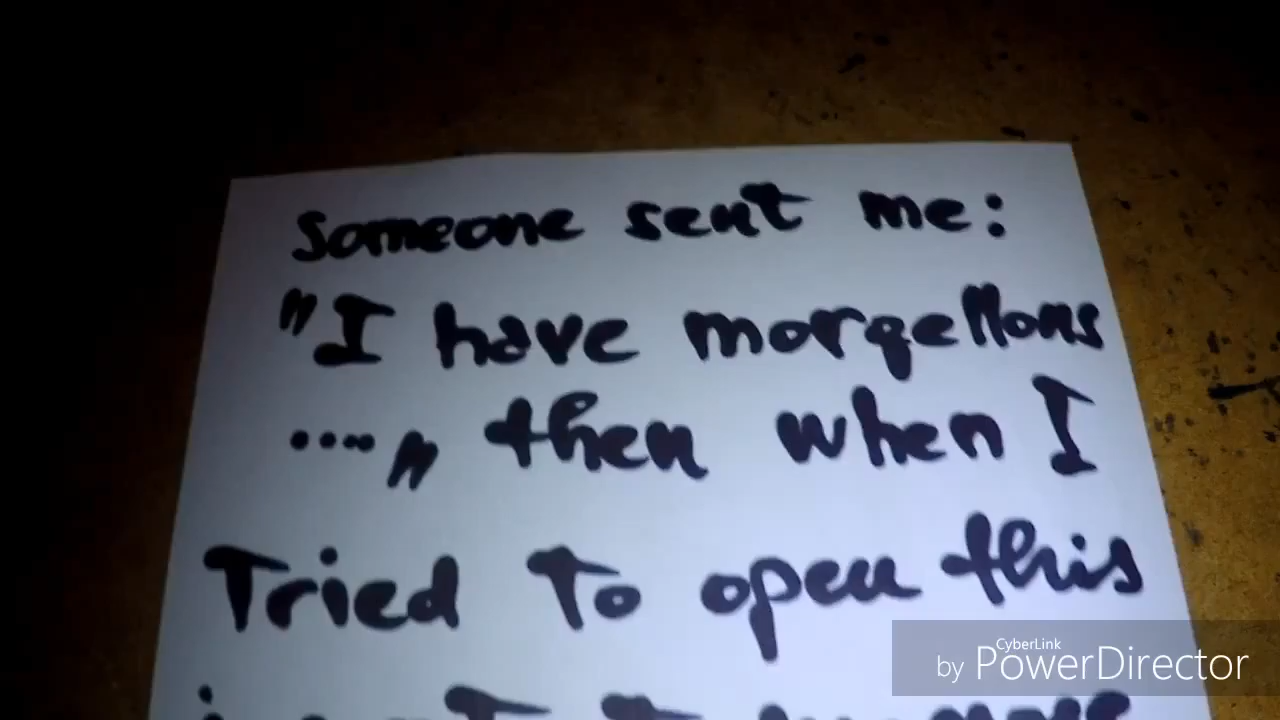 Someone sent me:
"I have morgellons
....„ then when I
Tried To open this
CyberLink
by PowerDirector